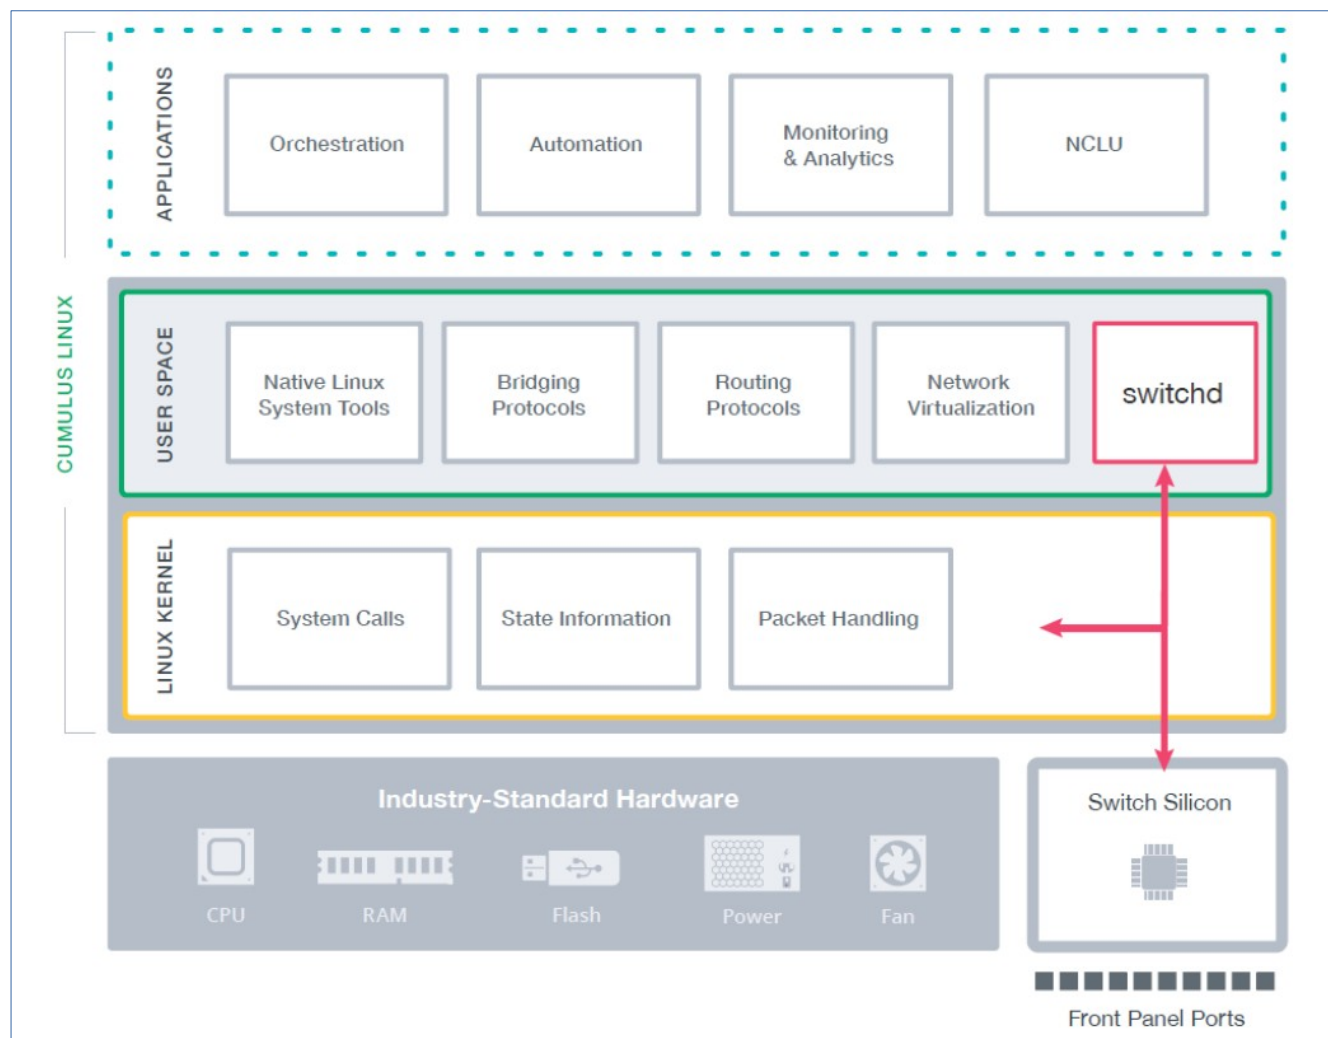 APPLICATIONS
Orchestration
Automation
Monitoring
& Analytics
NCLU
CUMULUS LINUX
USER SPACE
Native Linux
System Tools
Bridging
Protocols
Routing
Protocols
Network
Virtualization
switchd
LINUX KERNEL
System Calls
State Information
Packet Handling
Industry-Standard Hardware
CPU
RAM
Flash
Power
Fan
Switch Silicon
Front Panel Ports